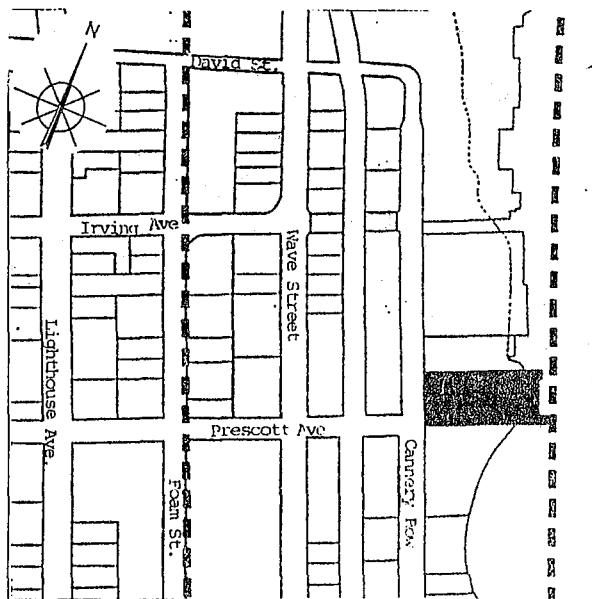 N
David St.
Irving Ave
Wave Street
Lighthouse Ave.
Prescott Ave
Cannery Row
Foam St.